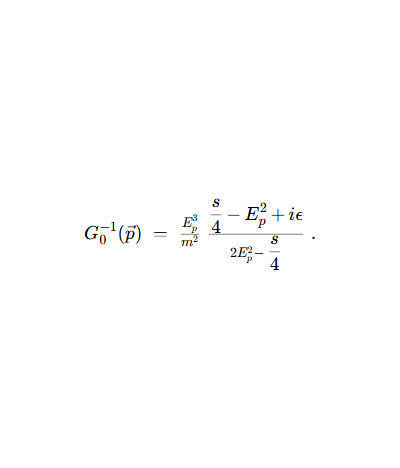 $G_0^{-1}(\vec{p}) \;=\; \frac{E_p^3}{m^2} \, \frac{\frac{s}{4} - E_p^2 + i\epsilon}{2E_p^2 - \frac{s}{4}} \;.$